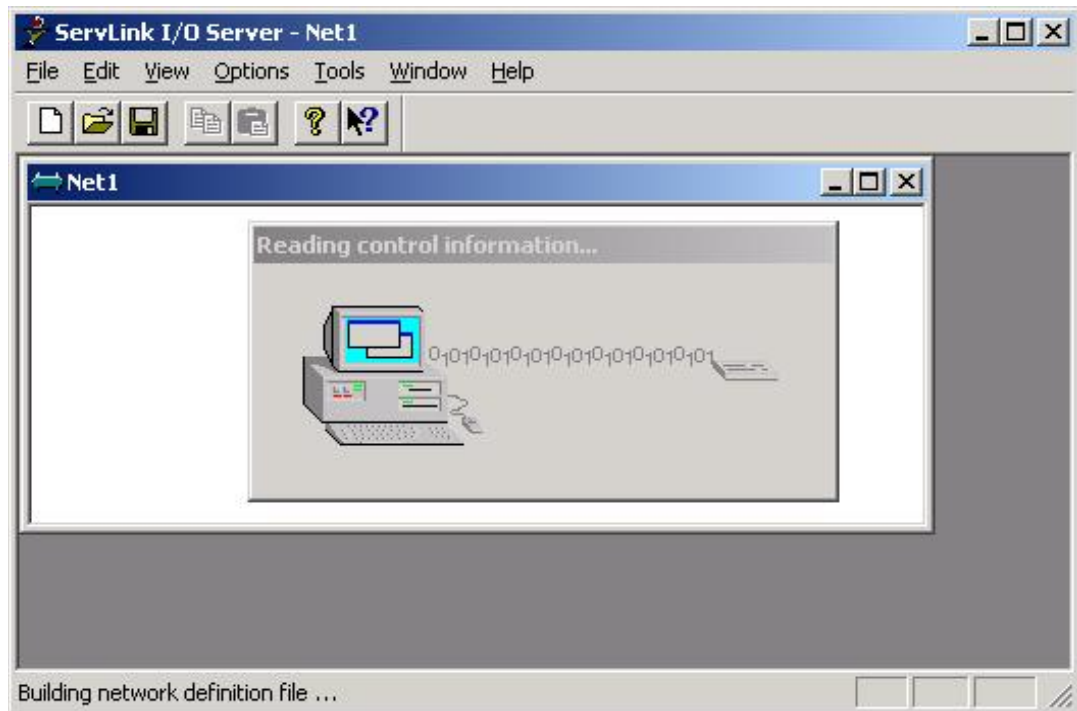 ServLink I/O Server - Net1
File Edit View Options Tools Window Help
Net1
Reading control information...
0101010101010101010101010101
Building network definition file ...